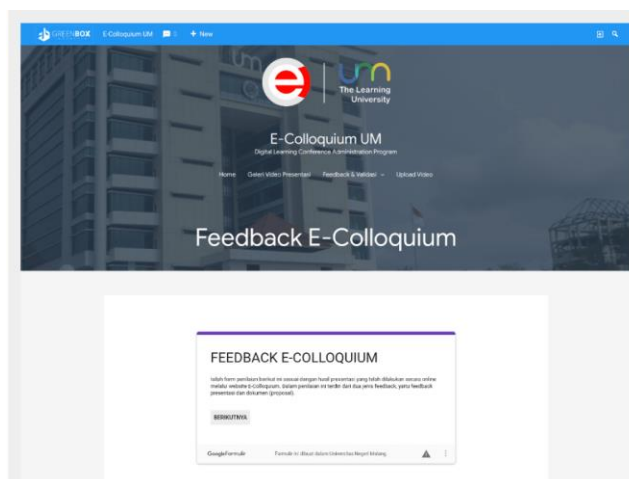 GREENBOX E-Colloquium UM 5 + New
um
The Learning
University
E-Colloquium UM
Digital Learning Conference Administration Program
Home Galeri Video Presentasi Feedback & Validasi Upload Video
Feedback E-Colloquium
FEEDBACK E-COLLOQUIUM
Isilah form penilaian berikut ini sesuai dengan hasil presentasi yang telah dilakukan secara online
melalui website E-Colloquium. Dalam penilaian ini terdiri dari dua jenis feedback, yaitu feedback
presentasi dan dokumen (proposal).
BERIKUTNYA
GoogleFormulir Formulir ini dibuat dalam Universitas Negeri Malang.